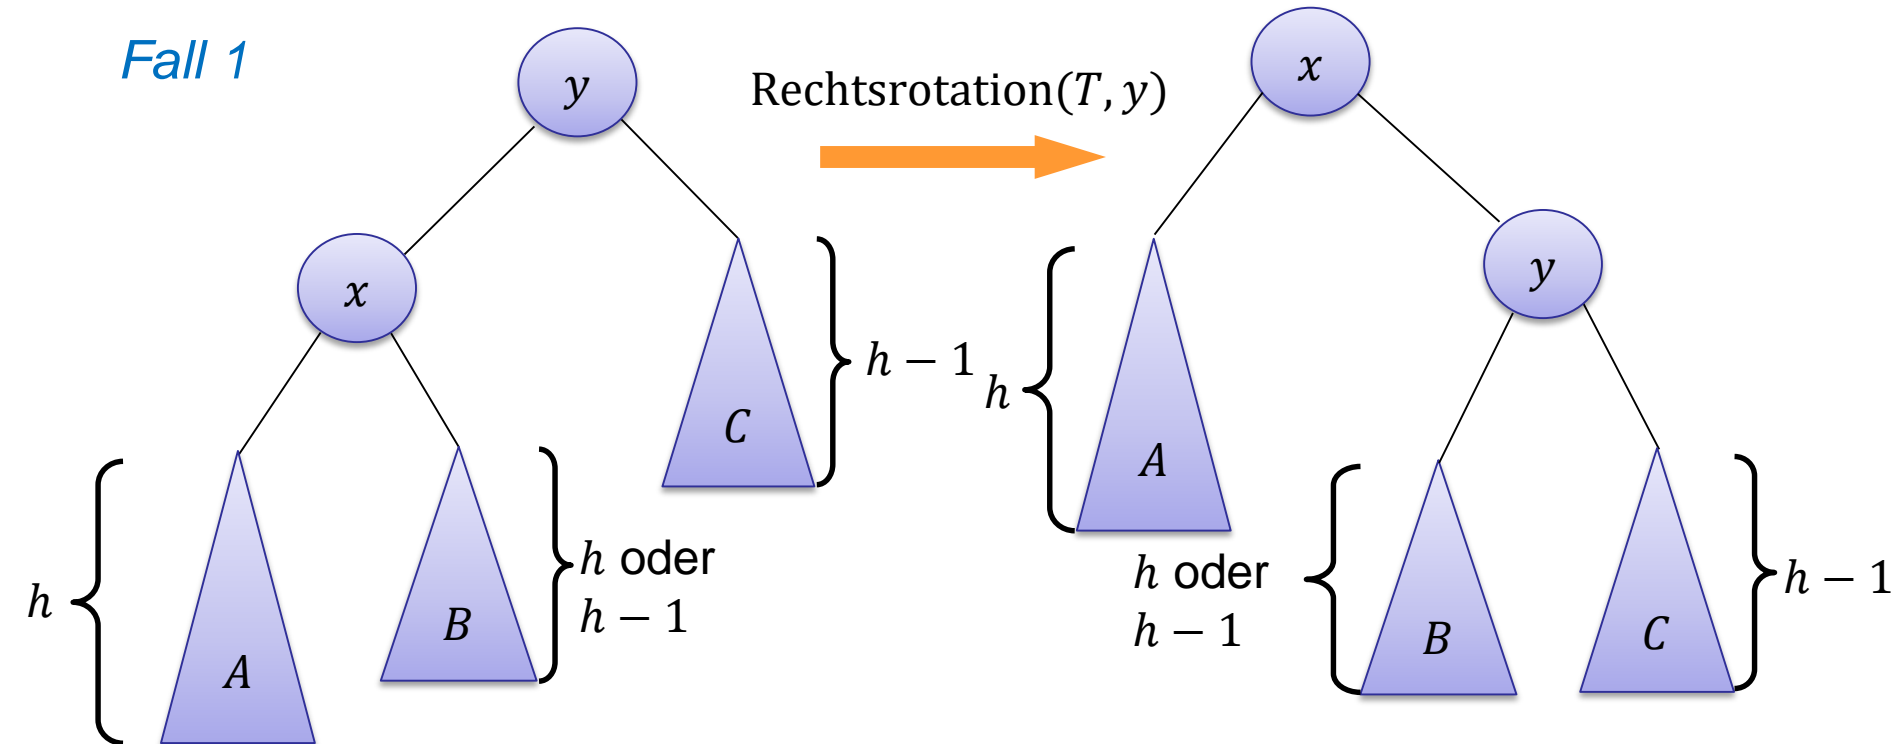 Fall 1
Rechtsrotation(T, y)
y
x
C
h − 1
A
h
B
h oder
h − 1
x
y
A
h
h oder
h − 1
B
C
h − 1